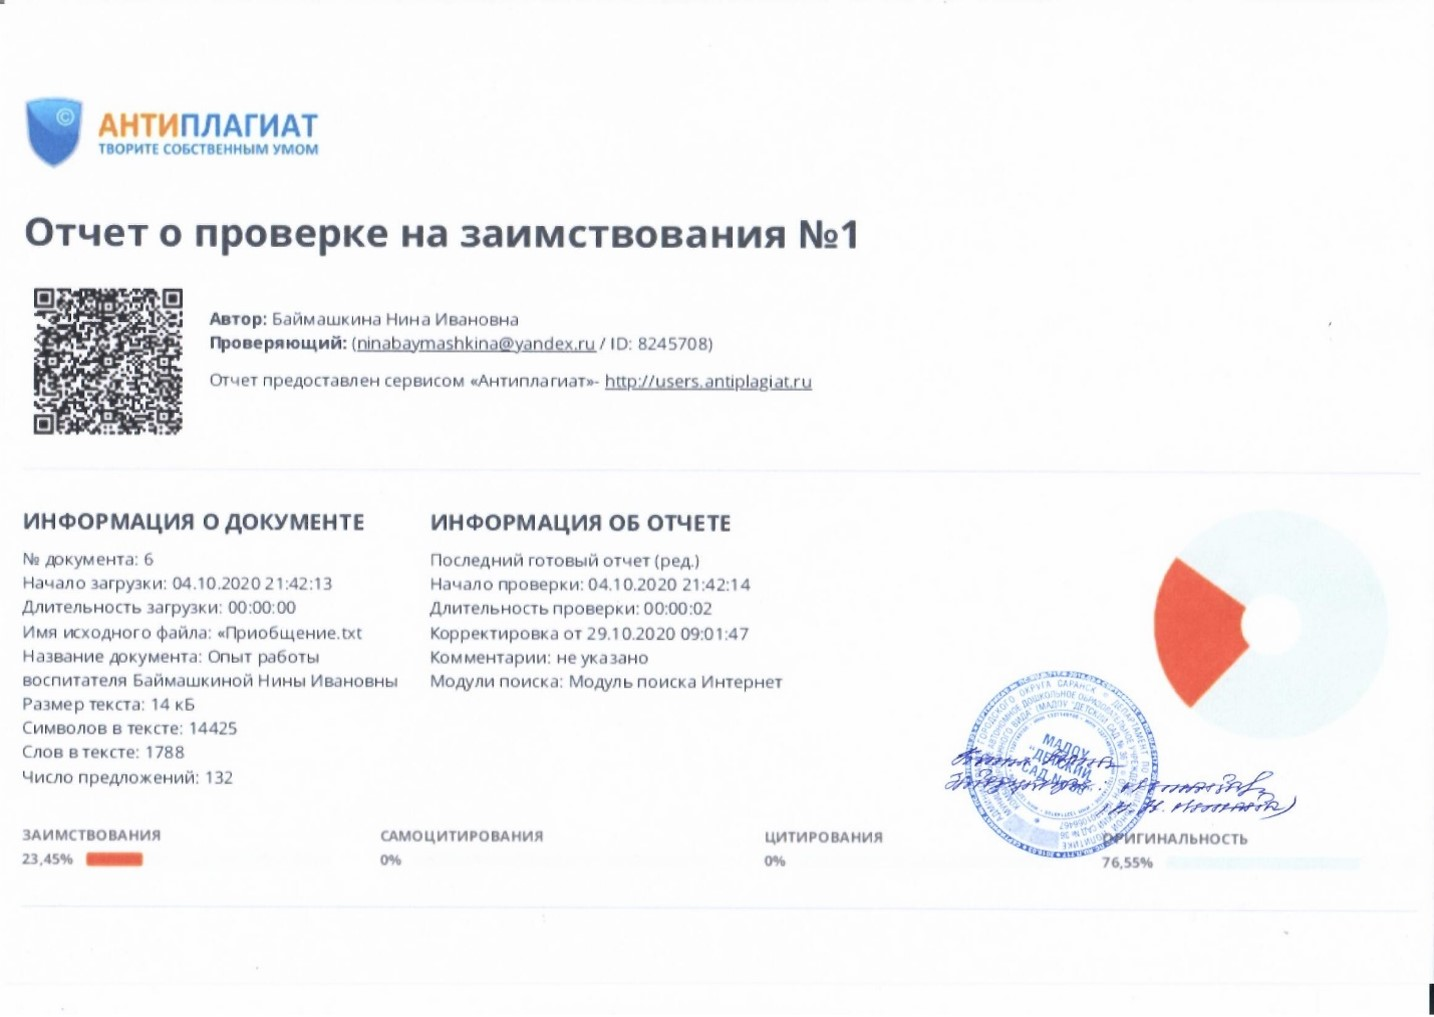 АНТИПЛАГИАТ
ТВОРИТЕ СОБСТВЕННЫМ УМОМ
Отчет о проверке на заимствования №1
Автор: Баймашкина Нина Ивановна
Проверяющий: (ninabaymashkina@yandex.ru / ID: 8245708)
Отчет предоставлен сервисом «Антиплагиат»- http://users.antiplagiat.ru
ИНФОРМАЦИЯ О ДОКУМЕНТЕ
№ документа: 6
Начало загрузки: 04.10.2020 21:42:13
Длительность загрузки: 00:00:00
Имя исходного файла: «Приобщение.txt
Название документа: Опыт работы
воспитателя Баймашкиной Нины Ивановны
Размер текста: 14 кБ
Символов в тексте: 14425
Слов в тексте: 1788
Число предложений: 132
ИНФОРМАЦИЯ ОБ ОТЧЕТЕ
Последний готовый отчет (ред.)
Начало проверки: 04.10.2020 21:42:14
Длительность проверки: 00:00:02
Корректировка от 29.10.2020 09:01:47
Комментарии: не указано
Модули поиска: Модуль поиска Интернет
МАДОУ
"ДЕТСКИЙ
САД №
ЗАИМСТВОВАНИЯ
23,45%
САМОЦИТИРОВАНИЯ
0%
ЦИТИРОВАНИЯ
0%
ОРИГИНАЛЬНОСТЬ
76,55%